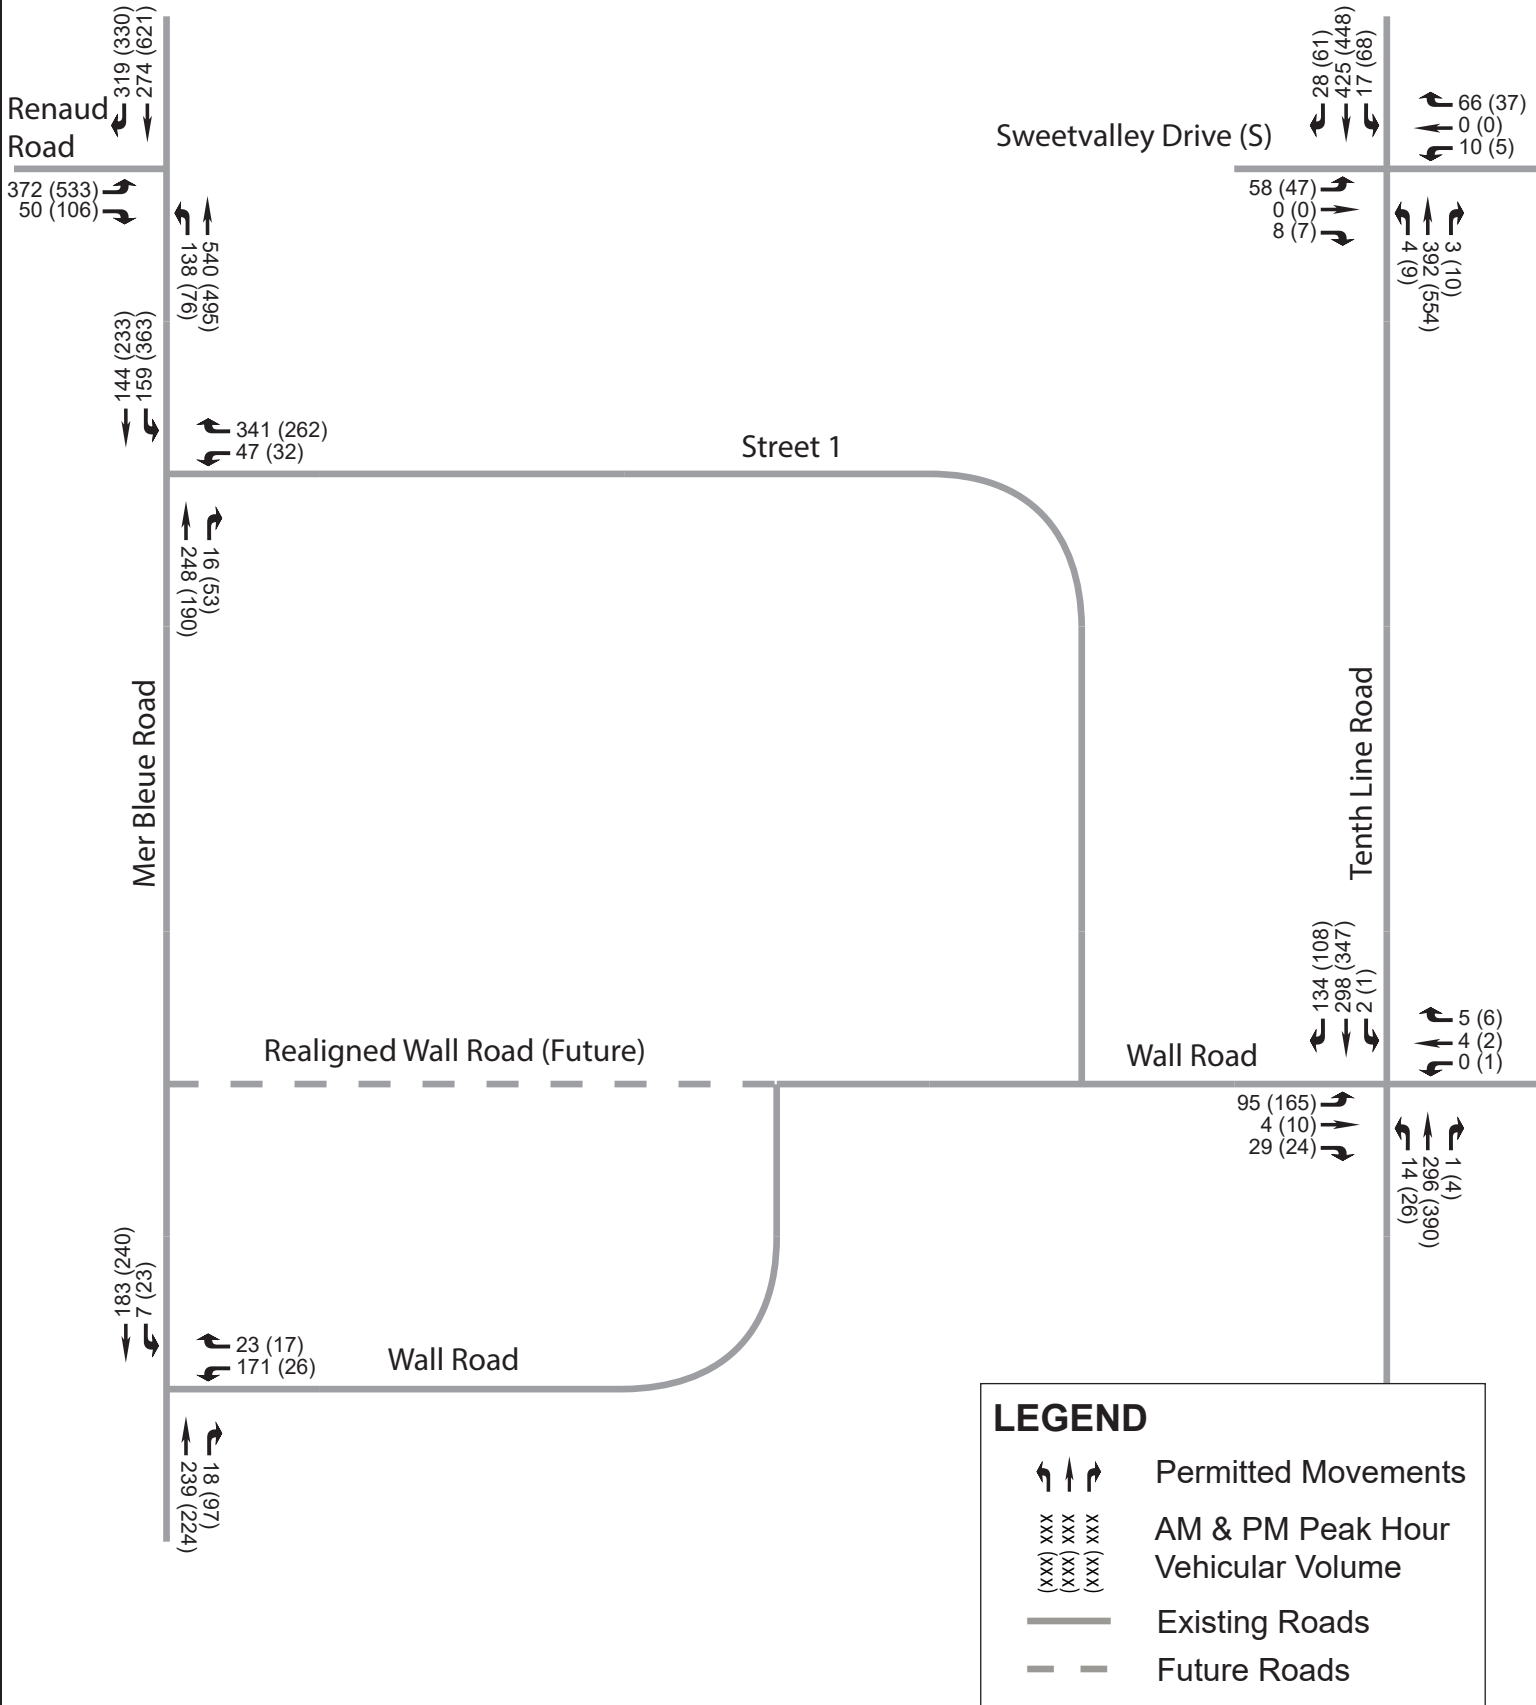 319 (330)
274 (621)
Renaud
Road
372 (533)
50 (106)
138 (76)
540 (495)
28 (61)
425 (448)
17 (68)
66 (37)
0 (0)
10 (5)
Sweetvalley Drive (S)
58 (47)
0 (0)
8 (7)
4 (9)
392 (554)
3 (10)
144 (233)
159 (363)
341 (262)
47 (32)
Street 1
248 (190)
16 (53)
Mer Bleue Road
Tenth Line Road
134 (108)
298 (347)
2 (1)
5 (6)
4 (2)
0 (1)
Realigned Wall Road (Future)
Wall Road
95 (165)
4 (10)
29 (24)
14 (26)
296 (390)
1 (4)
183 (240)
7 (23)
23 (17)
171 (26)
Wall Road
239 (224)
18 (97)
LEGEND
Permitted Movements
xxx (xxx)
xxx (xxx)
xxx (xxx)
AM & PM Peak Hour
Vehicular Volume
Existing Roads
Future Roads